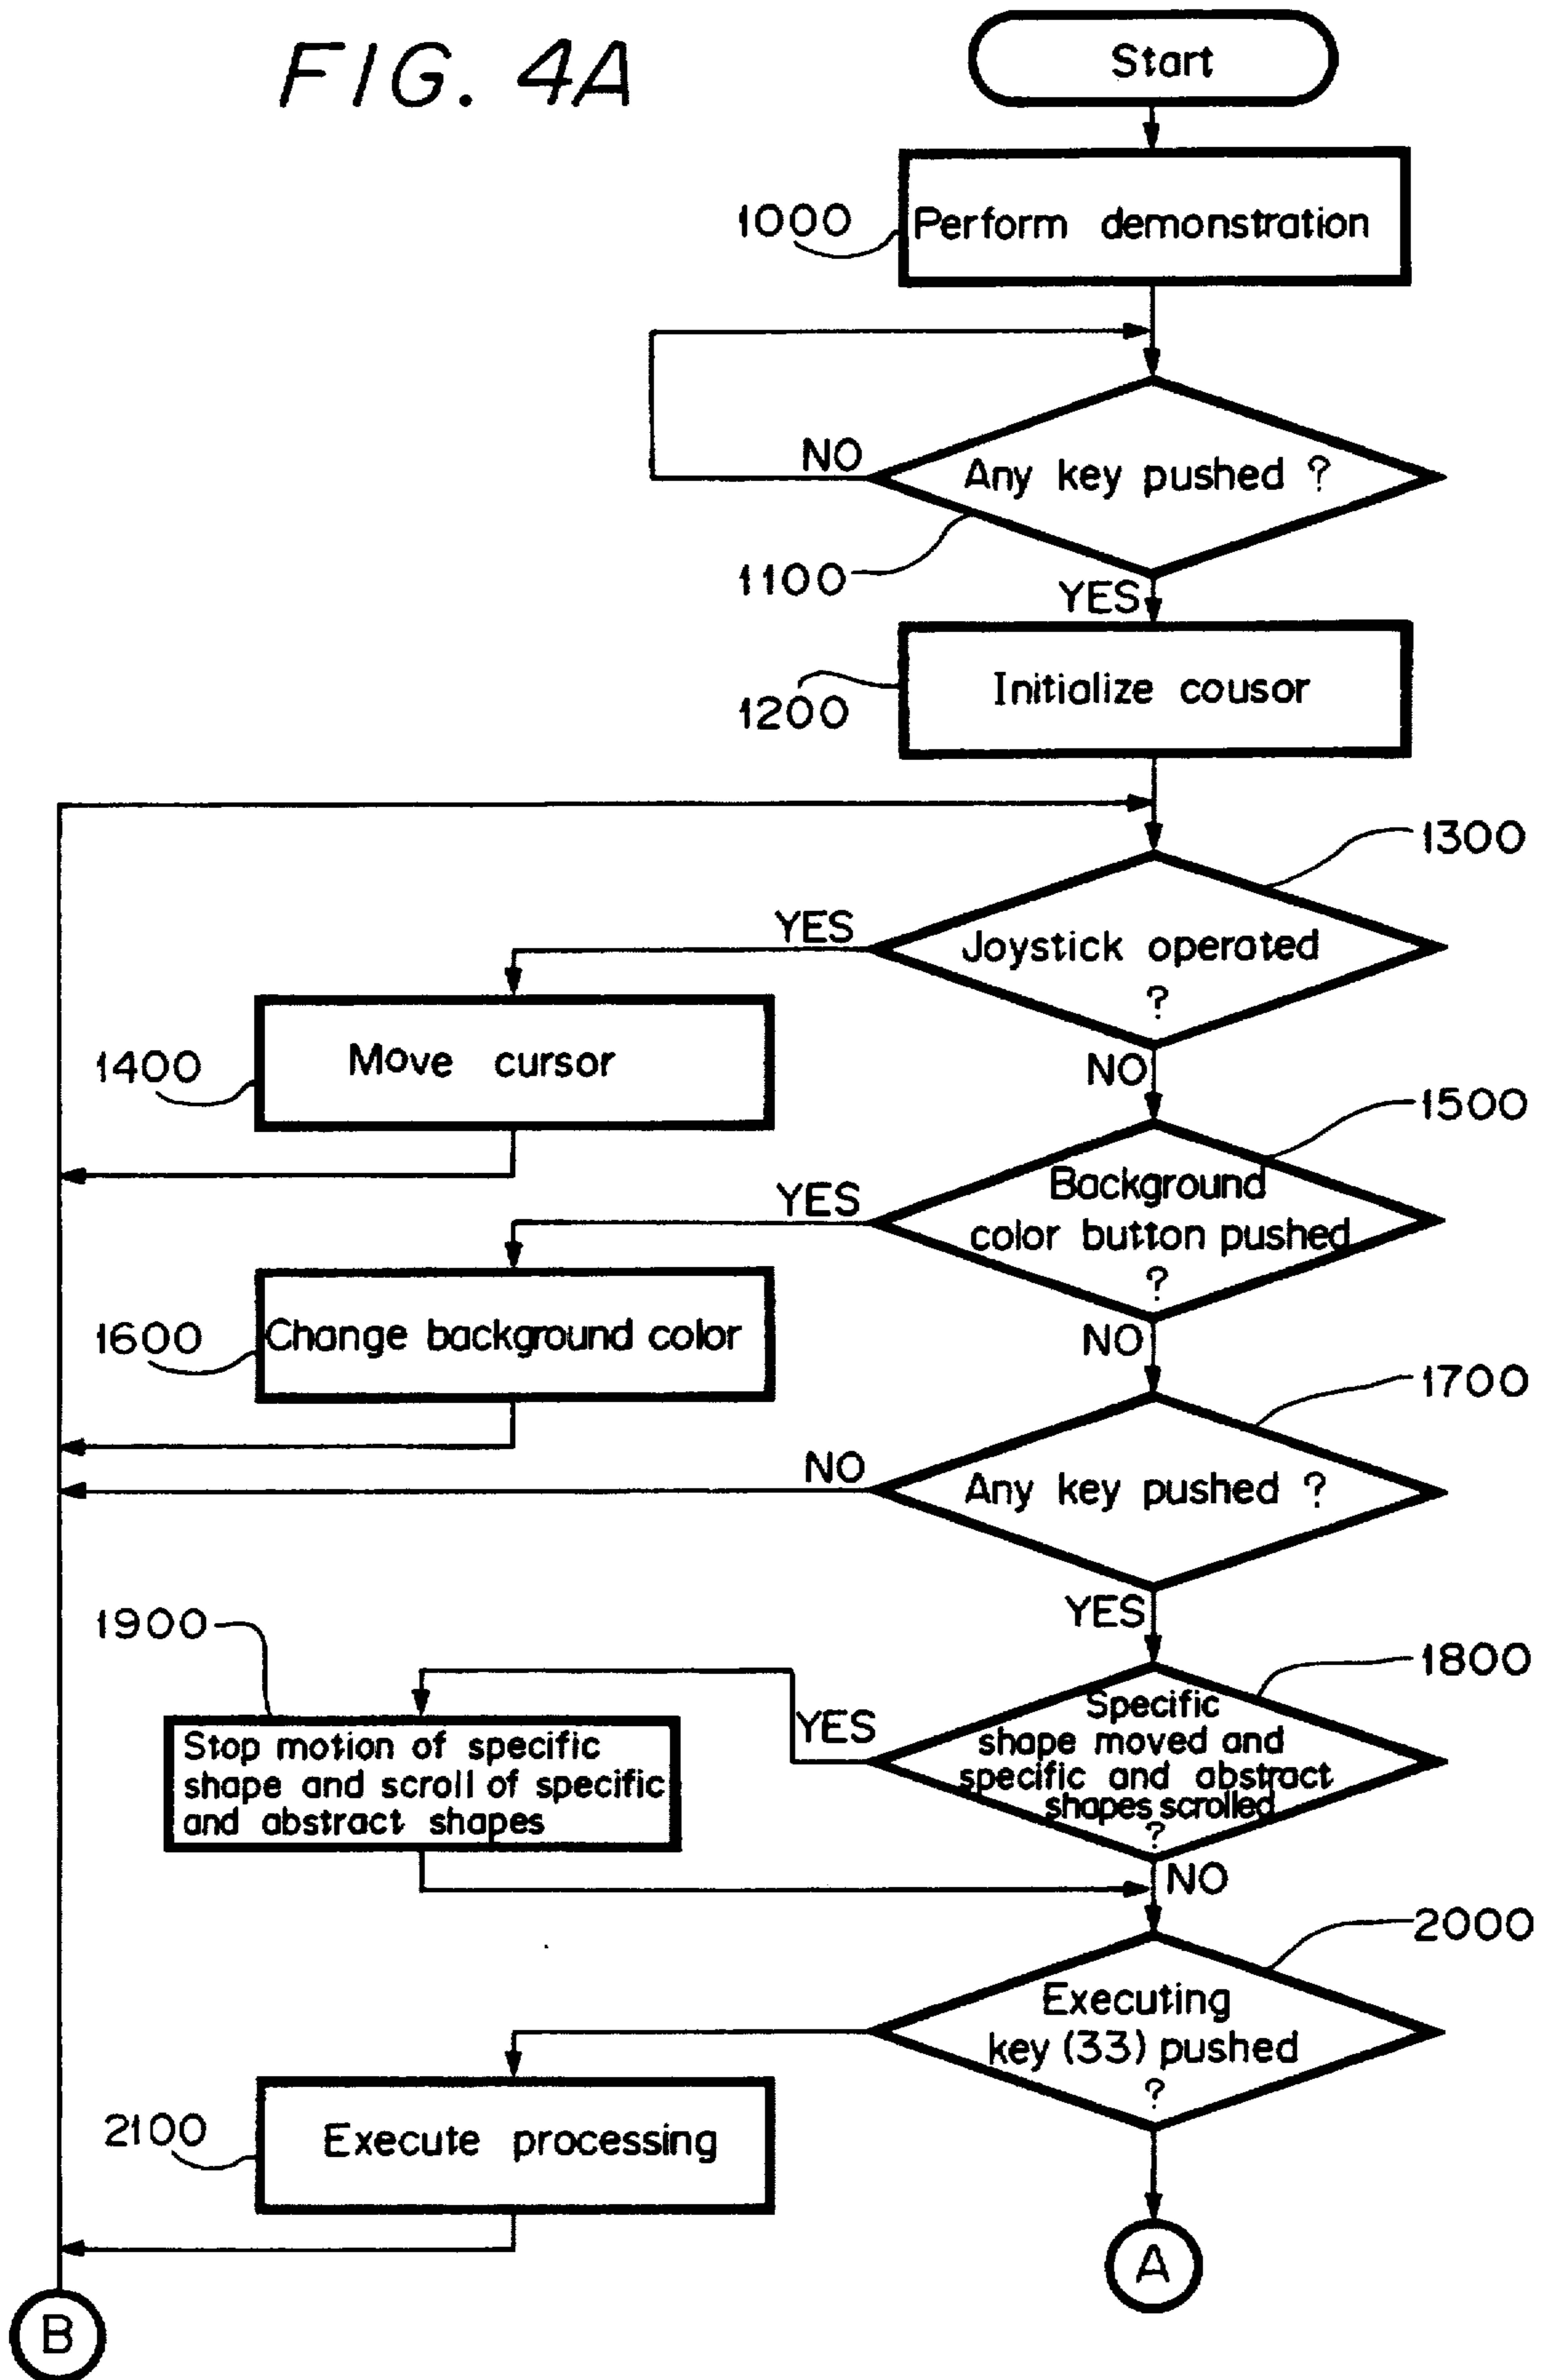 FIG. 4A
Start
1000
Perform demonstration
NO
Any key pushed ?
1100
YES
Initialize cousor
1200
1300
YES
Joystick operated
?
1400
Move cursor
NO
1500
YES
Background
color button pushed
?
1600
Change background color
NO
1700
NO
Any key pushed ?
YES
1900
1800
Stop motion of specific
shape and scroll of specific
and abstract shapes
YES
Specific
shape moved and
specific and abstract
shapes scrolled
?
NO
2000
Executing
key (33) pushed
?
2100
Execute processing
A
B